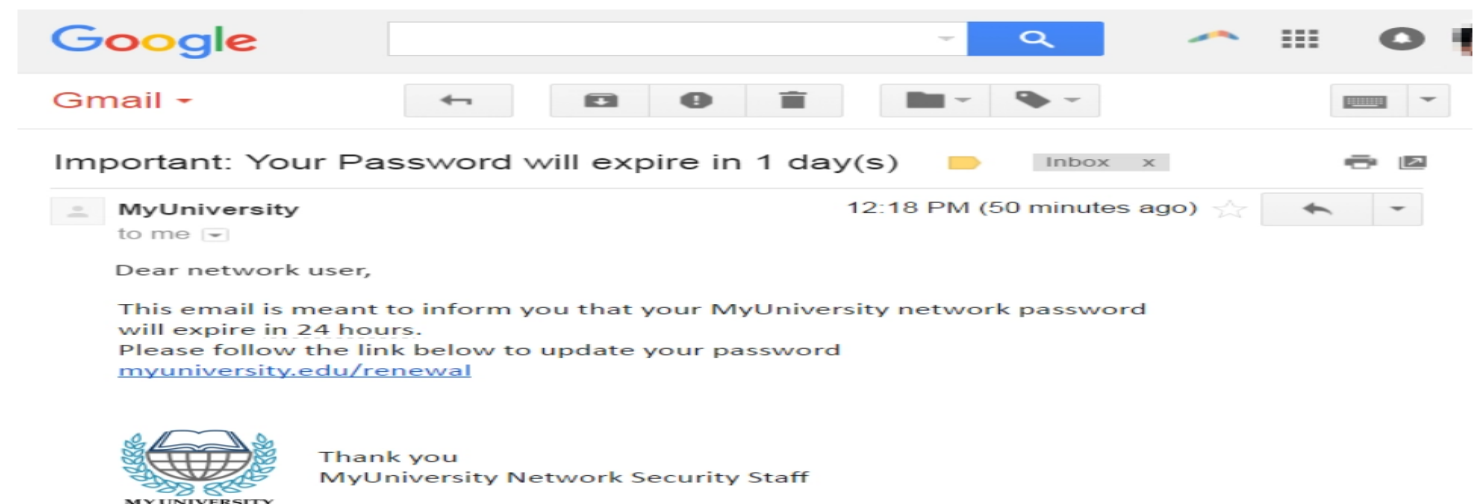 Google
Gmail
Important: Your Password will expire in 1 day(s)
Inbox x
MyUniversity
12:18 PM (50 minutes ago)
to me
Dear network user,
This email is meant to inform you that your MyUniversity network password
will expire in 24 hours.
Please follow the link below to update your password
myuniversity.edu/renewal
Thank you
MyUniversity Network Security Staff
MY UNIVERSITY